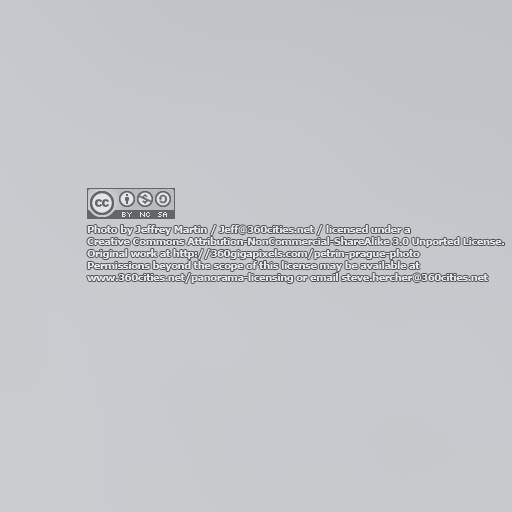 cc
BY NC SA
Photo by Jeffrey Martin / Jeff@360cities.net / licensed under a
Creative Commons Attribution-NonCommercial-ShareAlike 3.0 Unported License.
Original work at http://360gigapixels.com/petrin-prague-photo
Permissions beyond the scope of this license may be available at
www.360cities.net/panorama-licensing or email steve.hercher@360cities.net